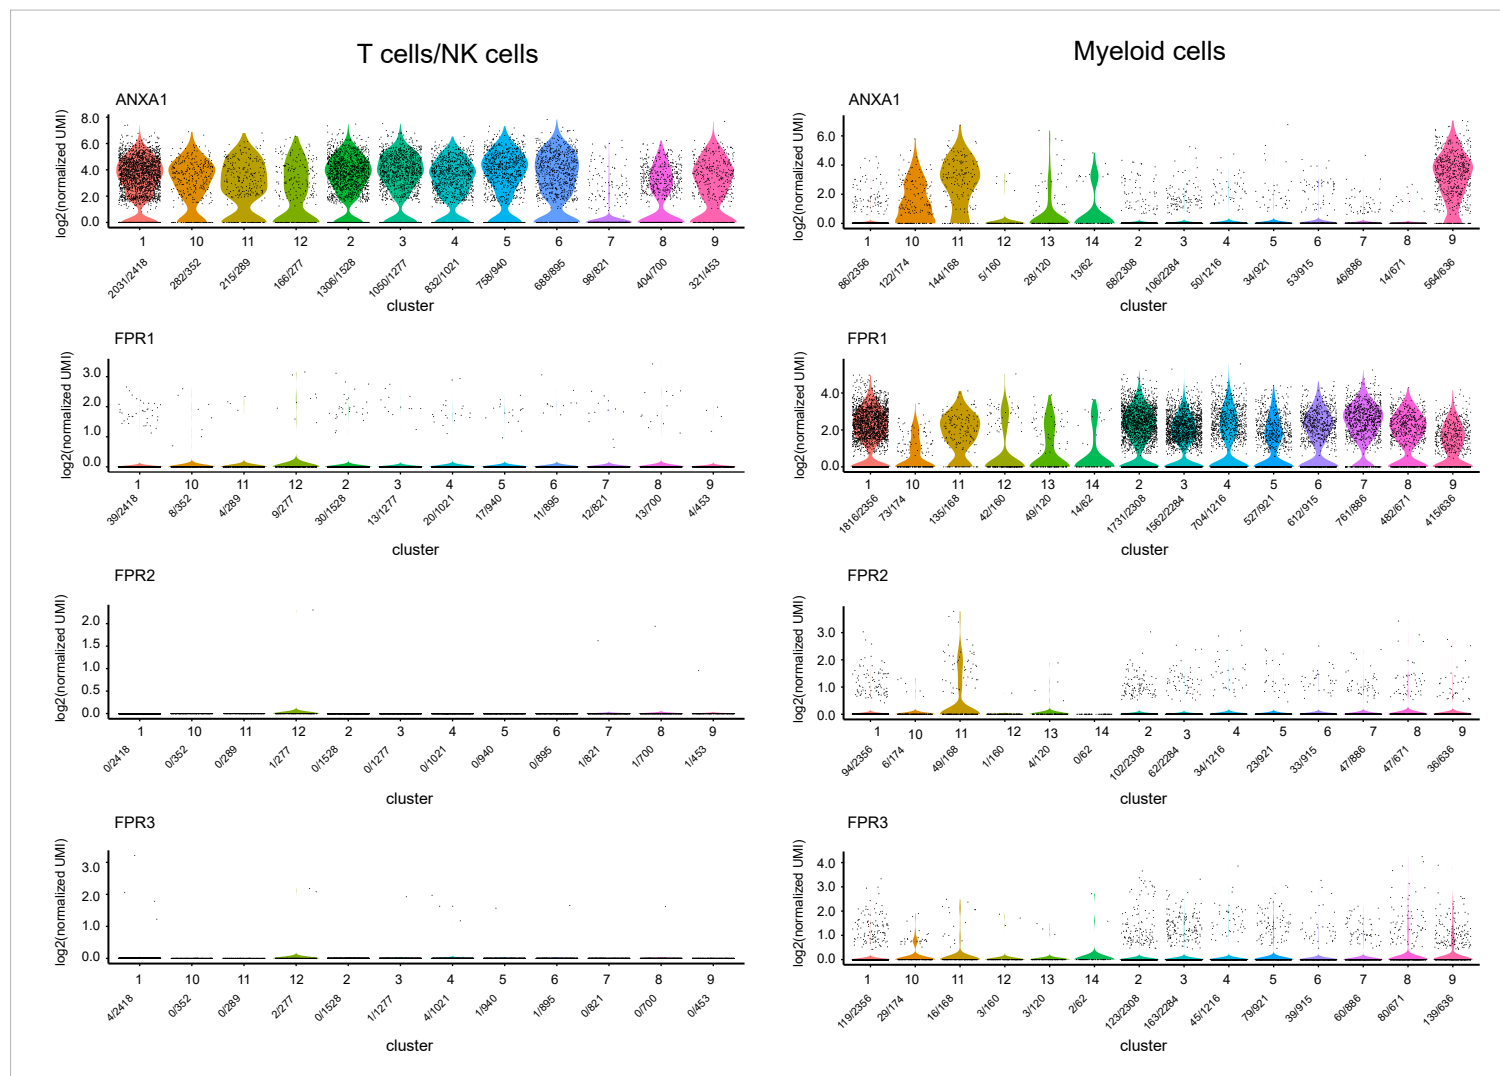 T cells/NK cells
ANXA1
log2(normalized UMI)
8.0
6.0
4.0
2.0
0.0
1 10 11 12 2 3 4 5 6 7 8 9
2031/2418 282/352 215/289 166/277 1306/1528 1050/1277 832/1021 758/940 688/895 98/821 404/700 321/453
cluster
FPR1
log2(normalized UMI)
3.0
2.0
1.0
0.0
1 10 11 12 2 3 4 5 6 7 8 9
39/2418 8/352 4/289 9/277 30/1528 13/1277 20/1021 17/940 11/895 12/821 13/700 4/453
cluster
FPR2
log2(normalized UMI)
2.0
1.5
1.0
0.5
0.0
1 10 11 12 2 3 4 5 6 7 8 9
0/2418 0/352 0/289 1/277 0/1528 0/1277 0/1021 0/940 0/895 1/821 1/700 1/453
cluster
FPR3
log2(normalized UMI)
3.0
2.0
1.0
0.0
1 10 11 12 2 3 4 5 6 7 8 9
4/2418 0/352 0/289 2/277 0/1528 1/1277 4/1021 1/940 1/895 0/821 0/700 0/453
cluster
Myeloid cells
ANXA1
log2(normalized UMI)
6.0
4.0
2.0
0.0
1 10 11 12 13 14 2 3 4 5 6 7 8 9
86/2356 122/174 144/168 5/160 28/120 13/62 68/2308 106/2284 50/1216 34/921 53/915 46/886 14/671 564/636
cluster
FPR1
log2(normalized UMI)
4.0
2.0
0.0
1 10 11 12 13 14 2 3 4 5 6 7 8 9
1816/2356 73/174 135/168 42/160 49/120 14/62 1731/2308 1562/2284 704/1216 527/921 612/915 761/886 482/671 415/636
cluster
FPR2
log2(normalized UMI)
3.0
2.0
1.0
0.0
1 10 11 12 13 14 2 3 4 5 6 7 8 9
94/2356 6/174 49/168 1/160 4/120 0/62 102/2308 62/2284 34/1216 23/921 33/915 47/886 47/671 36/636
cluster
FPR3
log2(normalized UMI)
4.0
3.0
2.0
1.0
0.0
1 10 11 12 13 14 2 3 4 5 6 7 8 9
119/2356 29/174 16/168 3/160 3/120 2/62 123/2308 163/2284 45/1216 79/921 39/915 60/886 80/671 139/636
cluster